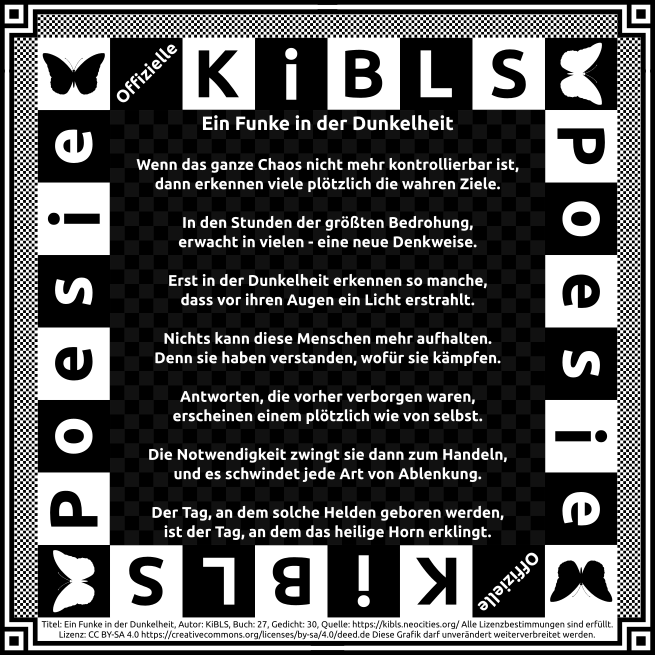 Offizielle KiBLS
Poesie
Poesie
Ein Funke in der Dunkelheit
Wenn das ganze Chaos nicht mehr kontrollierbar ist,
dann erkennen viele plötzlich die wahren Ziele.
In den Stunden der größten Bedrohung,
erwacht in vielen - eine neue Denkweise.
Erst in der Dunkelheit erkennen so manche,
dass vor ihren Augen ein Licht erstrahlt.
Nichts kann diese Menschen mehr aufhalten.
Denn sie haben verstanden, wofür sie kämpfen.
Antworten, die vorher verborgen waren,
erscheinen einem plötzlich wie von selbst.
Die Notwendigkeit zwingt sie dann zum Handeln,
und es schwindet jede Art von Ablenkung.
Der Tag, an dem solche Helden geboren werden,
ist der Tag, an dem das heilige Horn erklingt.
Offizielle KiBLS
Titel: Ein Funke in der Dunkelheit, Autor: KiBLS, Buch: 27, Gedicht: 30, Quelle: https://kibls.neocities.org/ Alle Lizenzbestimmungen sind erfüllt.
Lizenz: CC BY-SA 4.0 https://creativecommons.org/licenses/by-sa/4.0/deed.de Diese Grafik darf unverändert weiterverbreitet werden.